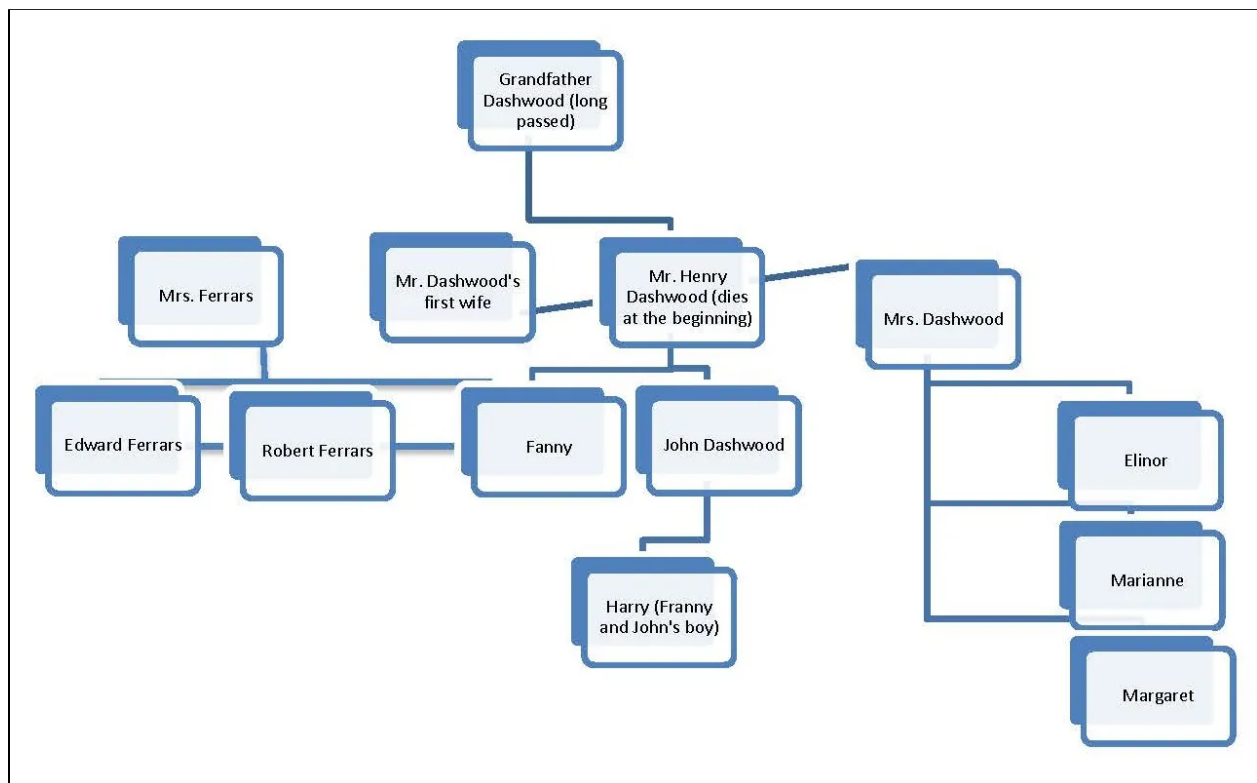 Grandfather
Dashwood (long
passed)
Mrs. Ferrars
Mr. Dashwood's
first wife
Mr. Henry
Dashwood (dies
at the beginning)
Mrs. Dashwood
Edward Ferrars
Robert Ferrars
Fanny
John Dashwood
Elinor
Harry (Franny
and John's boy)
Marianne
Margaret